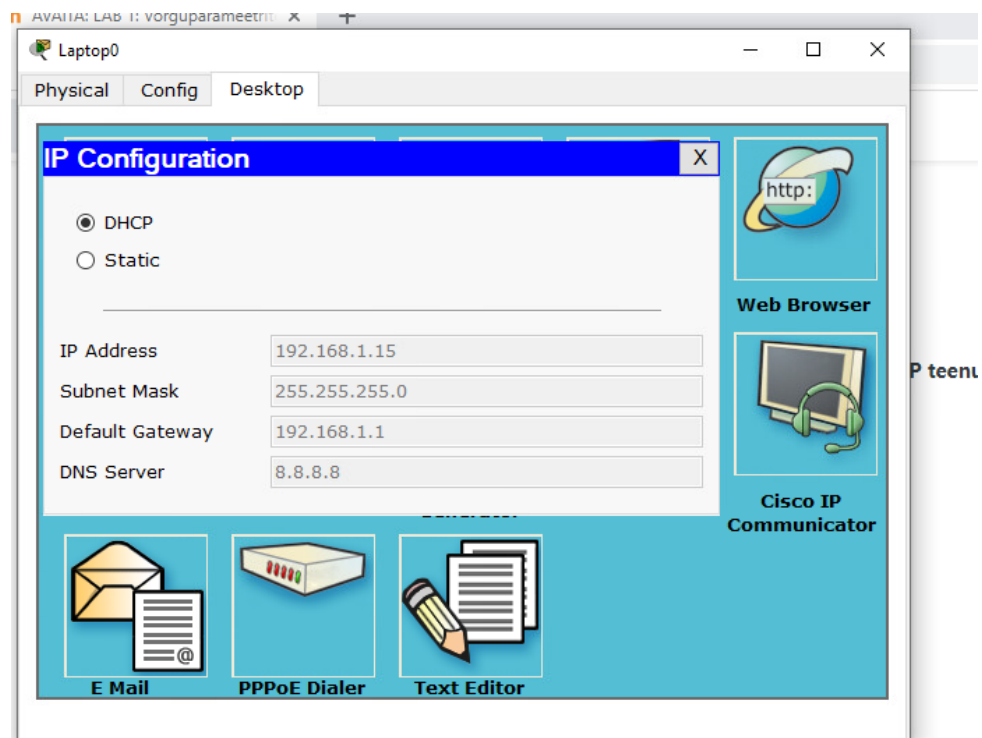 AVAITA: LAB 1: Võrguparameetrit
Laptop0
Physical Config Desktop
IP Configuration X
DHCP
Static
IP Address 192.168.1.15
Subnet Mask 255.255.255.0
Default Gateway 192.168.1.1
DNS Server 8.8.8.8
http:
Web Browser
Cisco IP
Communicator
E Mail
PPPoE Dialer
Text Editor
P teenu